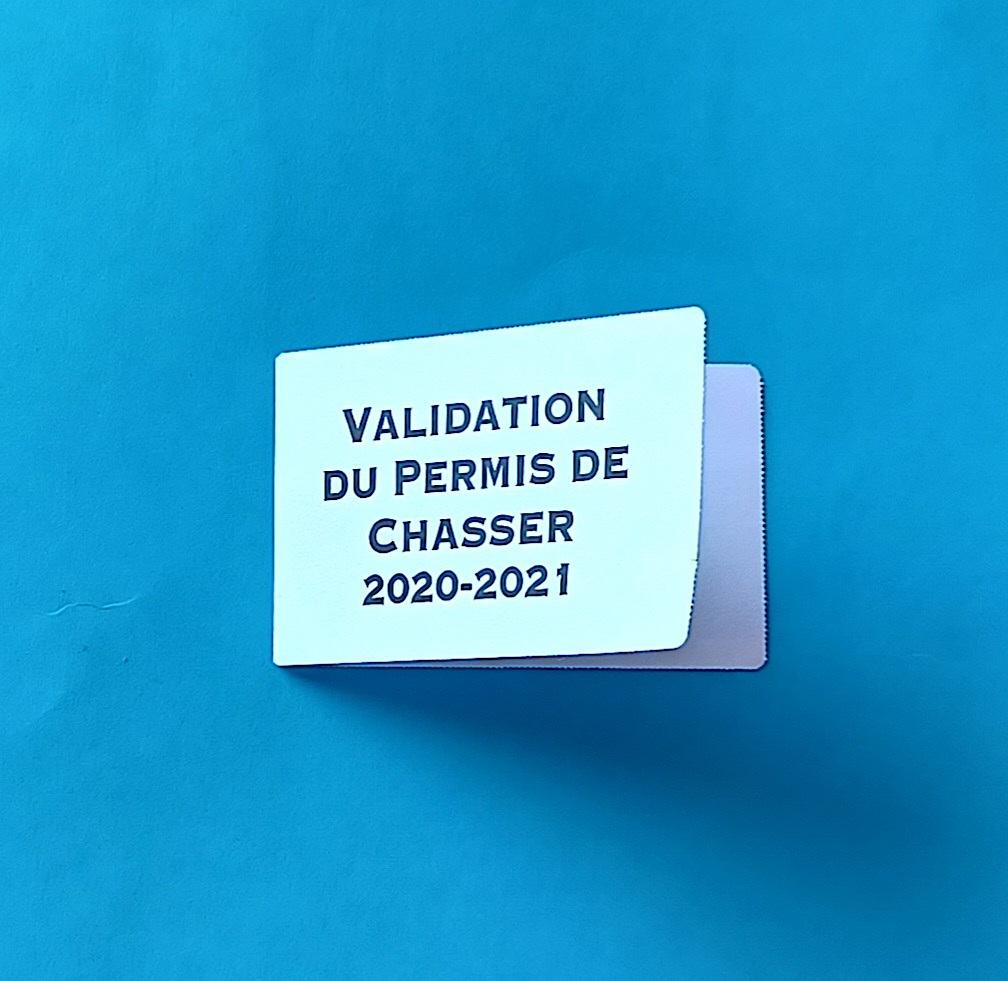 Validation
du Permis de
Chasser
2020-2021